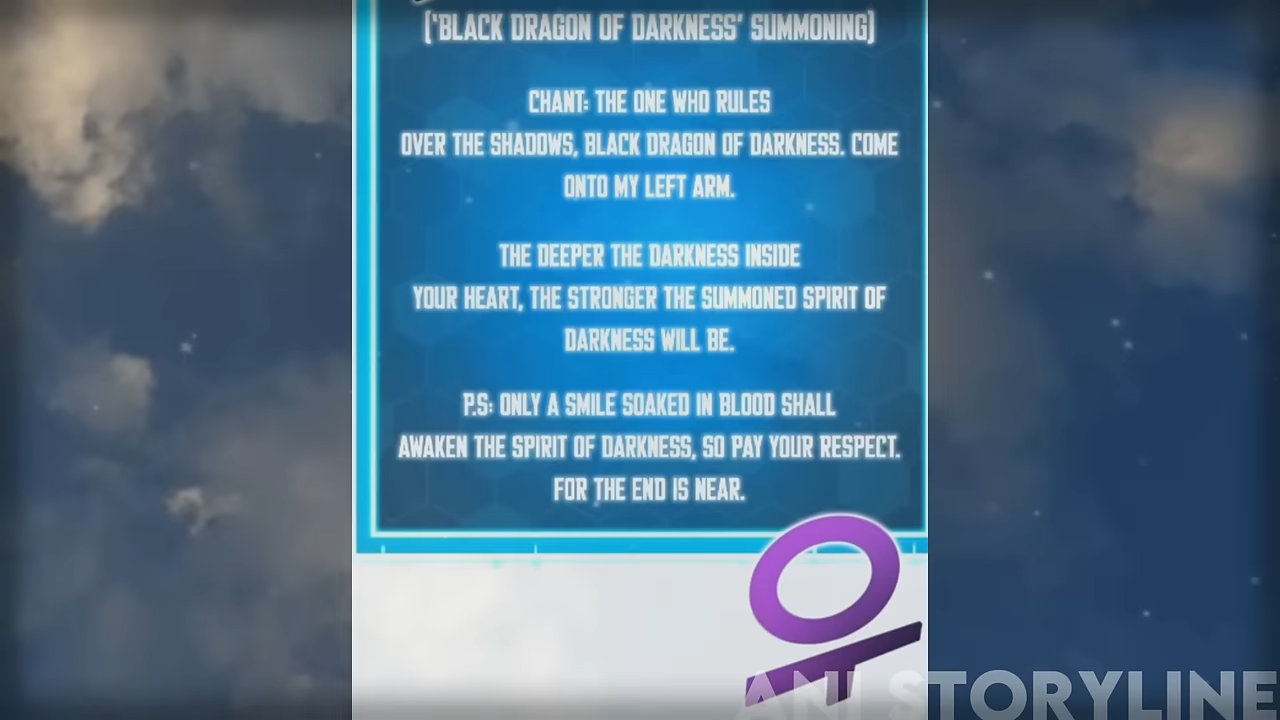 ['BLACK DRAGON OF DARKNESS' SUMMONING]
CHANT: THE ONE WHO RULES
OVER THE SHADOWS, BLACK DRAGON OF DARKNESS. COME
ONTO MY LEFT ARM.
THE DEEPER THE DARKNESS INSIDE
YOUR HEART, THE STRONGER THE SUMMONED SPIRIT OF
DARKNESS WILL BE.
P.S: ONLY A SMILE SOAKED IN BLOOD SHALL
AWAKEN THE SPIRIT OF DARKNESS, SO PAY YOUR RESPECT.
FOR THE END IS NEAR.
우
ANI STORYLINE